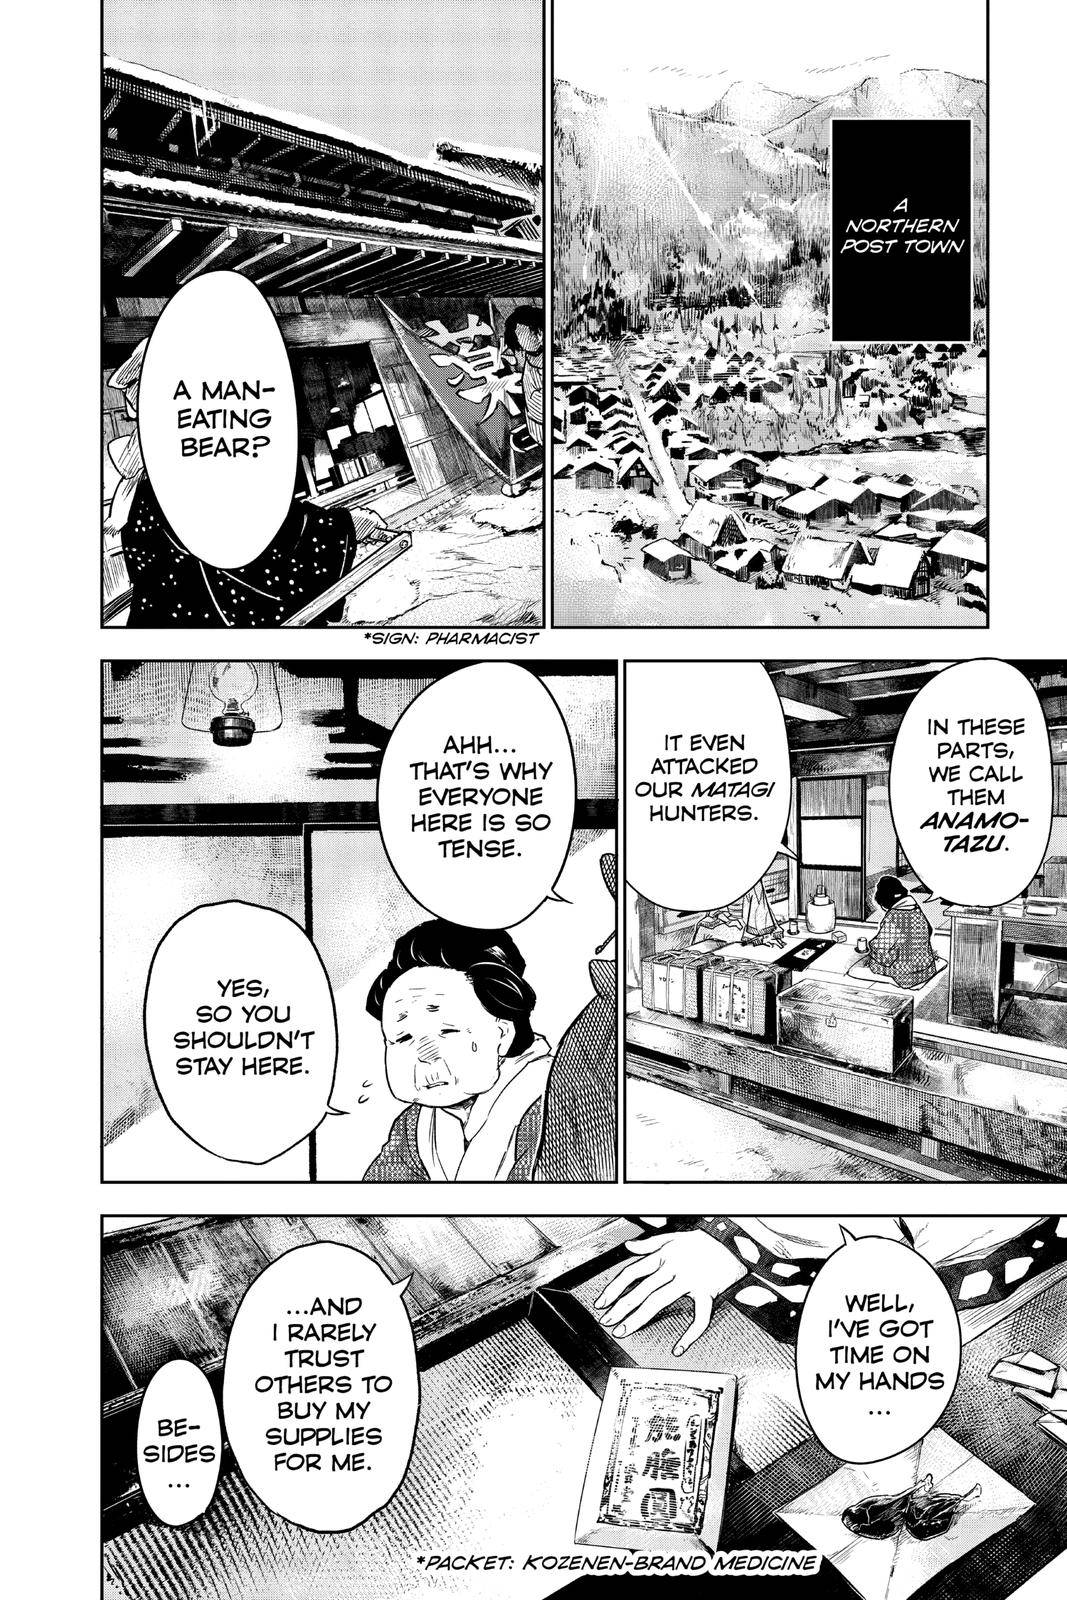 A
NORTHERN
POST TOWN
A MAN-
EATING
BEAR?
薬
*SIGN: PHARMACIST
IN THESE
PARTS,
WE CALL
THEM
ANAMO-
TAZU.
IT EVEN
ATTACKED
OUR MATAGI
HUNTERS.
AHH...
THAT'S WHY
EVERYONE
HERE IS SO
TENSE.
YES,
SO YOU
SHOULDN'T
STAY HERE.
WELL,
I'VE GOT
TIME ON
MY HANDS
...
...AND
I RARELY
TRUST
OTHERS TO
BUY MY
SUPPLIES
FOR ME.
BE-
SIDES
...
*PACKET: KOZENEN-BRAND MEDICINE